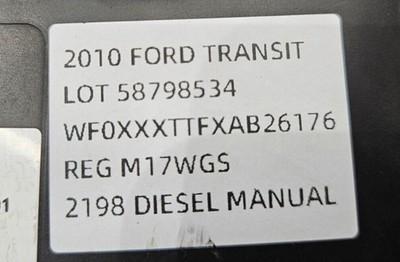 2010 FORD TRANSIT
LOT 58798534
WF0XXXTTFXAB26176
REG M17WGS
2198 DIESEL MANUAL